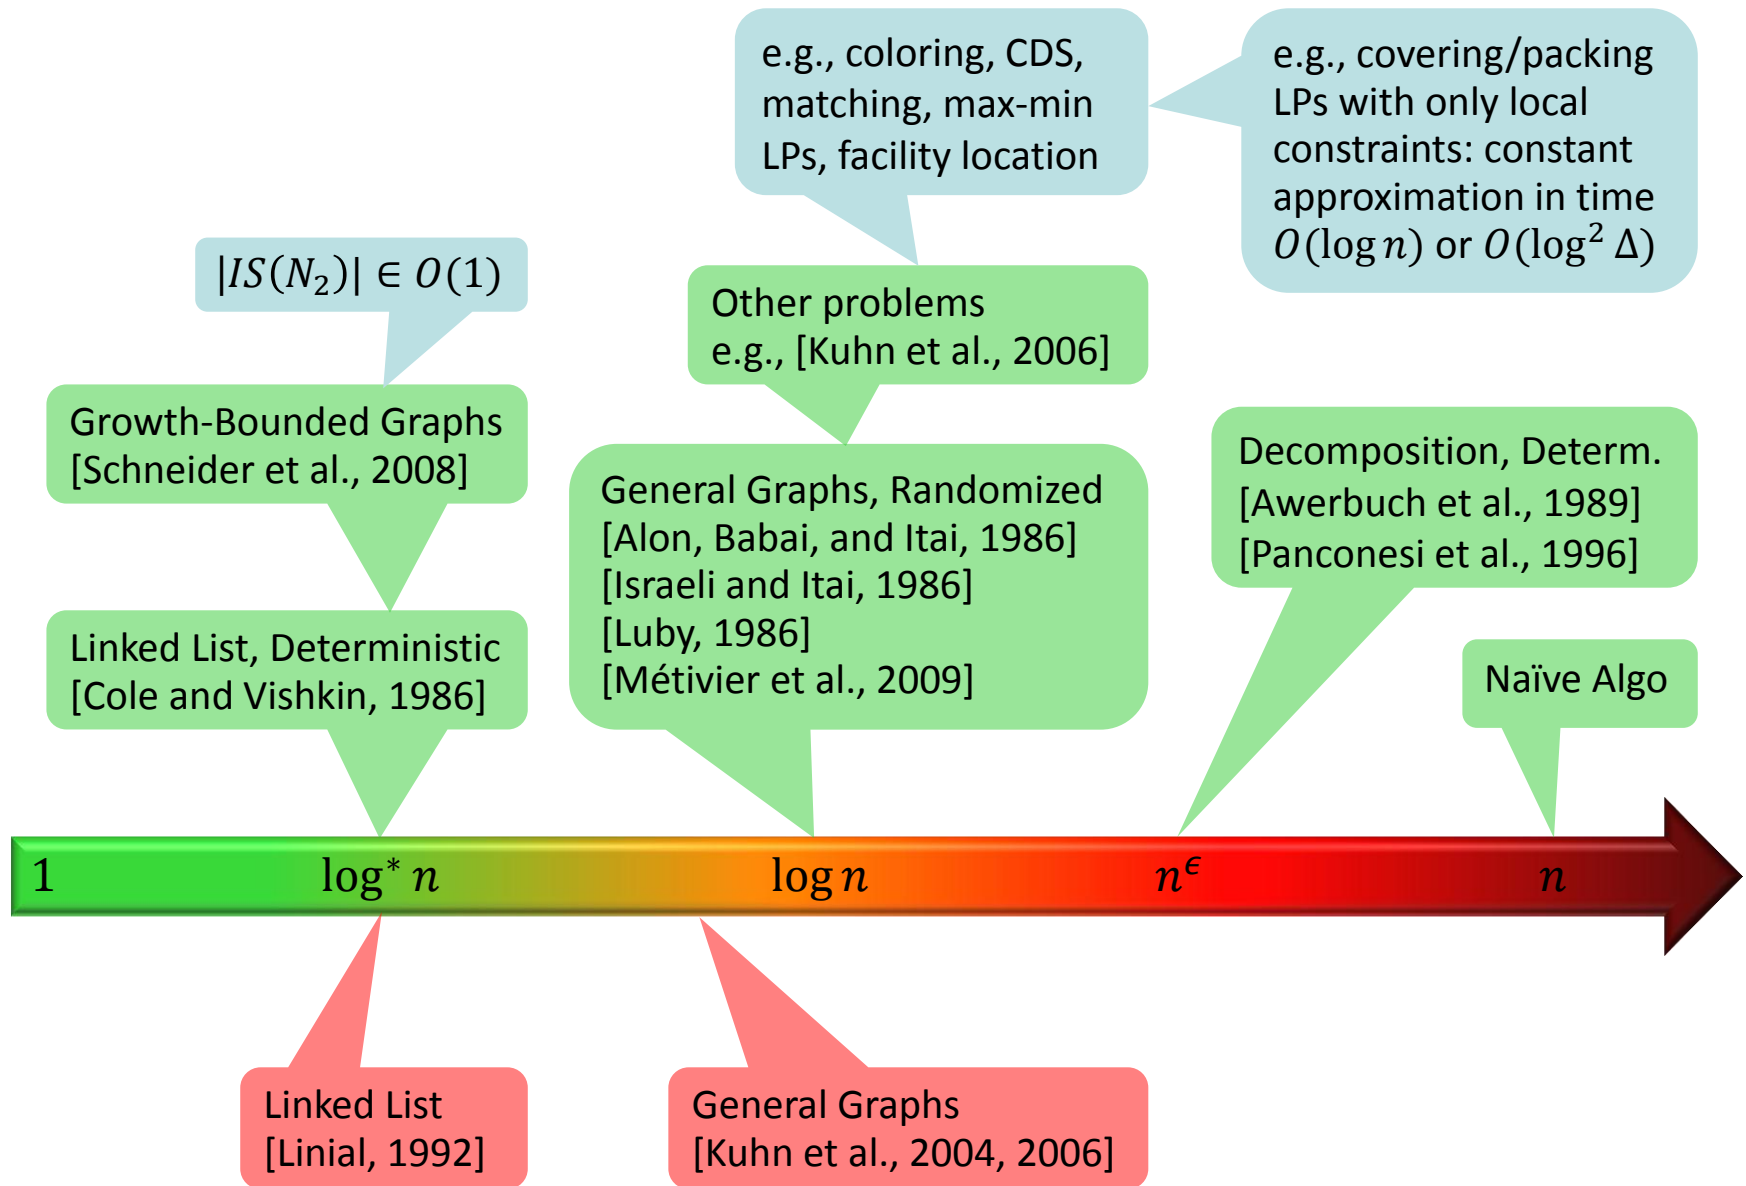 e.g., coloring, CDS,
matching, max-min
LPs, facility location
e.g., covering/packing
LPs with only local
constraints: constant
approximation in time
O(log n) or O(log² Δ)
|IS(N₂)| ∈ O(1)
Other problems
e.g., [Kuhn et al., 2006]
Growth-Bounded Graphs
[Schneider et al., 2008]
General Graphs, Randomized
[Alon, Babai, and Itai, 1986]
[Israeli and Itai, 1986]
[Luby, 1986]
[Métivier et al., 2009]
Decomposition, Determ.
[Awerbuch et al., 1989]
[Panconesi et al., 1996]
Linked List, Deterministic
[Cole and Vishkin, 1986]
Naïve Algo
1
log* n
log n
n^ϵ
n
Linked List
[Linial, 1992]
General Graphs
[Kuhn et al., 2004, 2006]